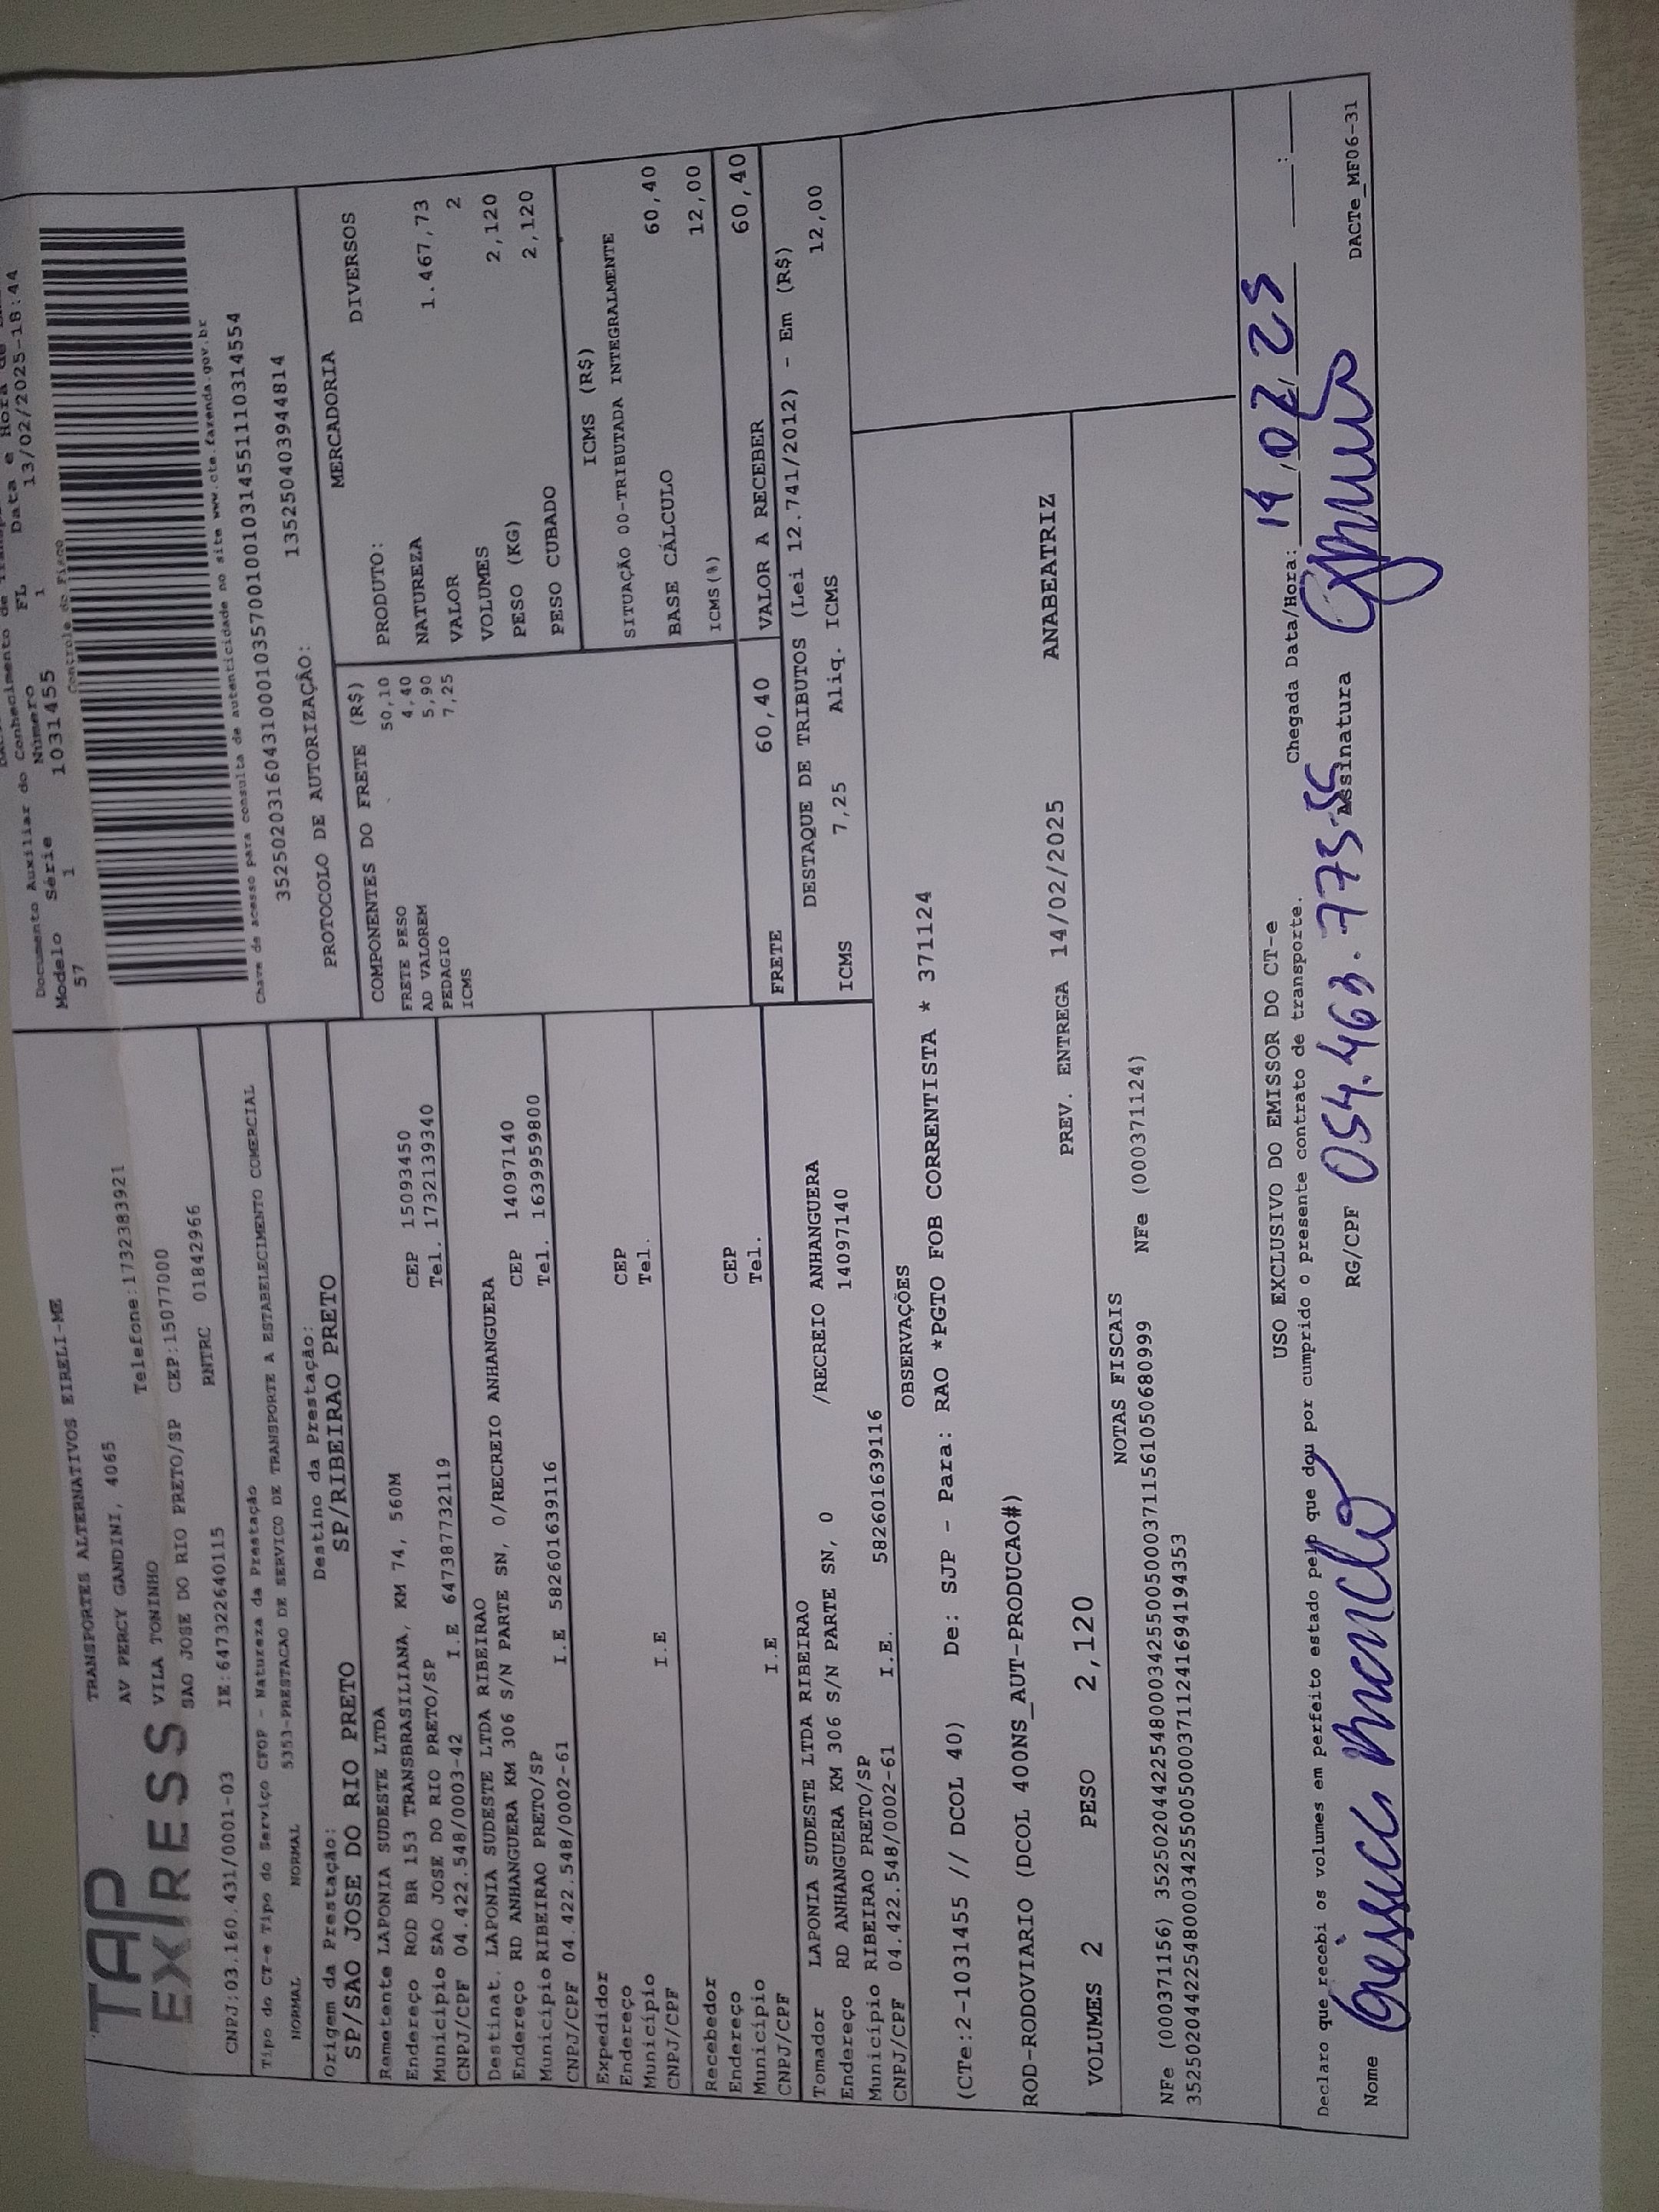 TAP
EXPRESS
TRANSPORTES ALTERNATIVOS EIRELI-ME
AV PERCY GANDINI, 4065
Telefone:1732383921
VILA TONINHO
SAO JOSE DO RIO PRETO/SP CEP:15077000
CNPJ:03.160.431/0001-03 IE:647322640115 RNTRC 01842966
Documento Auxiliar do Conhecimento de
Modelo Série Número FL Data e Hora de
57 1 1031455 1 13/02/2025-18:44
Controle do Fisco
Chave de acesso para consulta de autenticidade no site www.cte.fazenda.gov.br
35250203160431000103570010010314551110314554
PROTOCOLO DE AUTORIZAÇÃO: 135250403944814
Tipo do CT-e Tipo do Serviço CFOP - Natureza da Prestação
NORMAL NORMAL 5353-PRESTACAO DE SERVICO DE TRANSPORTE A ESTABELECIMENTO COMERCIAL
Origem da Prestação: Destino da Prestação:
SP/SAO JOSE DO RIO PRETO SP/RIBEIRAO PRETO
Remetente LAPONIA SUDESTE LTDA
Endereço ROD BR 153 TRANSBRASILIANA, KM 74, 560M CEP 15093450
Município SAO JOSE DO RIO PRETO/SP Tel. 1732139340
CNPJ/CPF 04.422.548/0003-42 I.E 647387732119
Destinat. LAPONIA SUDESTE LTDA RIBEIRAO
Endereço RD ANHANGUERA KM 306 S/N PARTE SN, 0/RECREIO ANHANGUERA
CEP 14097140
Município RIBEIRAO PRETO/SP Tel. 1639959800
CNPJ/CPF 04.422.548/0002-61 I.E 582601639116
Expedidor
Endereço CEP
Município Tel.
CNPJ/CPF I.E
Recebedor
Endereço CEP
Município Tel.
CNPJ/CPF I.E
Tomador LAPONIA SUDESTE LTDA RIBEIRAO
Endereço RD ANHANGUERA KM 306 S/N PARTE SN, 0 /RECREIO ANHANGUERA
Município RIBEIRAO PRETO/SP 14097140
CNPJ/CPF 04.422.548/0002-61 I.E. 582601639116
COMPONENTES DO FRETE (R$)
FRETE PESO 50,10
AD VALOREM 4,40
PEDAGIO 5,90
ICMS 7,25
MERCADORIA
PRODUTO: DIVERSOS
NATUREZA
VALOR 1.467,73
VOLUMES 2
PESO (KG) 2,120
PESO CUBADO 2,120
ICMS (R$)
SITUAÇÃO 00-TRIBUTADA INTEGRALMENTE
BASE CÁLCULO 60,40
ICMS(%) 12,00
FRETE 60,40 VALOR A RECEBER 60,40
DESTAQUE DE TRIBUTOS (Lei 12.741/2012) - Em (R$)
ICMS 7,25 Aliq. ICMS 12,00
OBSERVAÇÕES
(CTe:2-1031455 // DCOL 40) De: SJP - Para: RAO *PGTO FOB CORRENTISTA * 371124
ROD-RODOVIARIO (DCOL 400NS_AUT-PRODUCAO#)
PREV. ENTREGA 14/02/2025 ANABEATRIZ
VOLUMES 2 PESO 2,120
NOTAS FISCAIS
NFe (000371156) 35250204422548000342550050003711561050680999 NFe (000371124)
35250204422548000342550050003711241694194353
USO EXCLUSIVO DO EMISSOR DO CT-e
Declaro que recebi os volumes em perfeito estado pelo que dou por cumprido o presente contrato de transporte.
Chegada Data/Hora: 14,02,25 :
Nome RG/CPF 054.463.775-56 Assinatura
DACTe_MF06-31